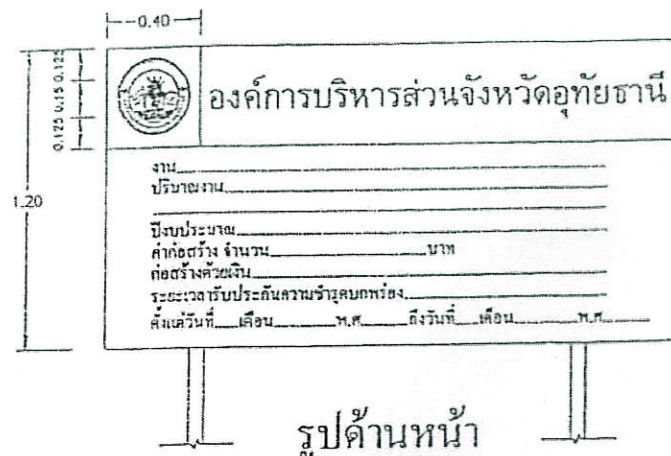 0.40
0.125 0.15 0.125
1.20
องค์การบริหารส่วนจังหวัดอุทัยธานี
งาน
ปริมาณงาน
ปีงบประมาณ
ค่าก่อสร้าง จำนวน บาท
ก่อสร้างด้วยเงิน
ระยะเวลารับประกันความชำรุดบกพร่อง
ตั้งแต่วันที่ เดือน พ.ศ. ถึงวันที่ เดือน พ.ศ.
รูปด้านหน้า